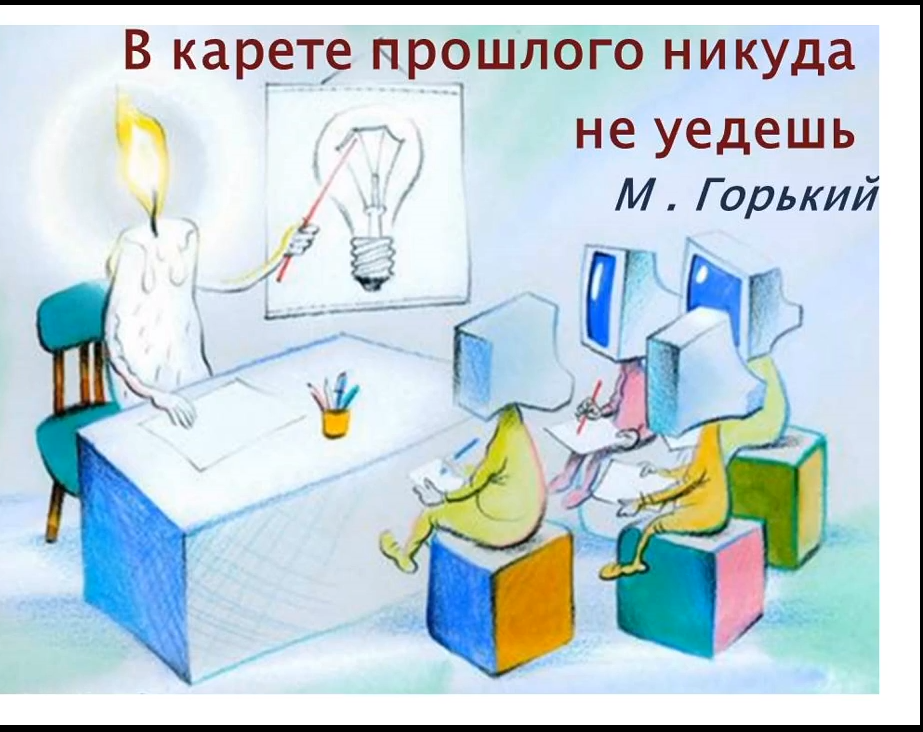 В карете прошлого никуда
не уедешь
М . Горький